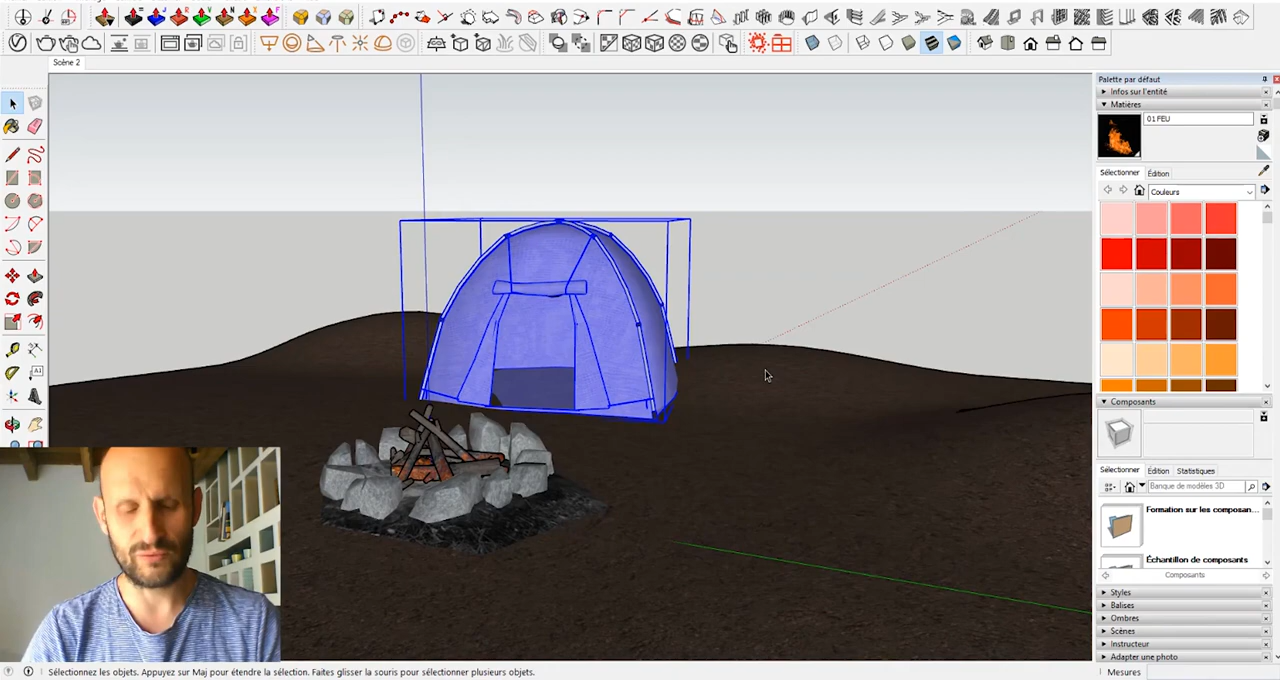 Scène 2
Palette par défaut
Infos sur l'entité
Matières
01 FEU
Sélectionner Édition
Couleurs
Composants
Sélectionner Édition Statistiques
Banque de modèles 3D
Formation sur les composan...
Échantillon de composants
Composants
Styles
Balises
Ombres
Scènes
Instructeur
Adapter une photo
Sélectionnez les objets. Appuyez sur Maj pour étendre la sélection. Faites glisser la souris pour sélectionner plusieurs objets.
Mesures